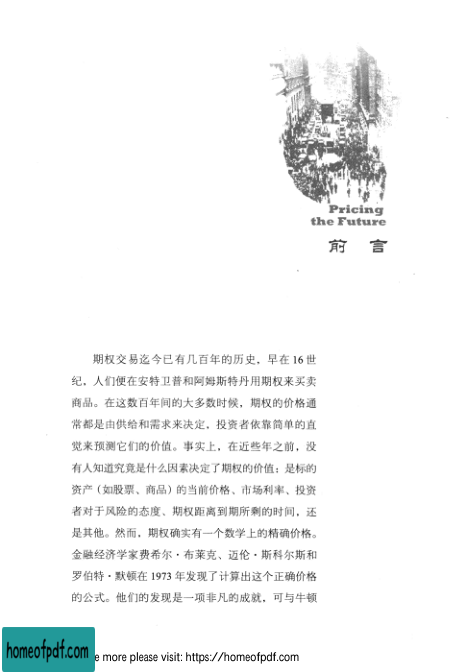 Pricing
the Future
前 言
期权交易迄今已有几百年的历史，早在 16 世
纪，人们便在安特卫普和阿姆斯特丹用期权来买卖
商品。在这数百年间的大多数时候，期权的价格通
常都是由供给和需求来决定，投资者依靠简单的直
觉来预测它们的价值。事实上，在近些年之前，没
有人知道究竟是什么因素决定了期权的价值：是标的
资产（如股票、商品）的当前价格、市场利率、投资
者对于风险的态度、期权距离到期所剩的时间，还
是其他。然而，期权确实有一个数学上的精确价格。
金融经济学家费希尔·布莱克、迈伦·斯科尔斯和
罗伯特·默顿在 1973 年发现了计算出这个正确价格
的公式。他们的发现是一项非凡的成就，可与牛顿
homeofpdf.com
e more please visit: https://homeofpdf.com